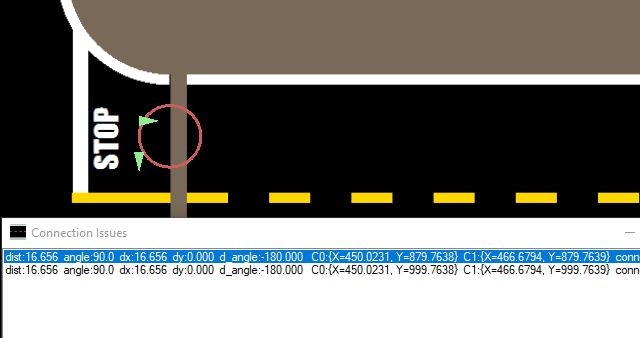 STOP
Connection Issues
dist:16.656 angle:90.0 dx:16.656 dy:0.000 d_angle:-180.000 C0:{X=450.0231, Y=879.7638} C1:{X=466.6794, Y=879.7639} conn
dist:16.656 angle:90.0 dx:16.656 dy:0.000 d_angle:-180.000 C0:{X=450.0231, Y=999.7638} C1:{X=466.6794, Y=999.7639} conn